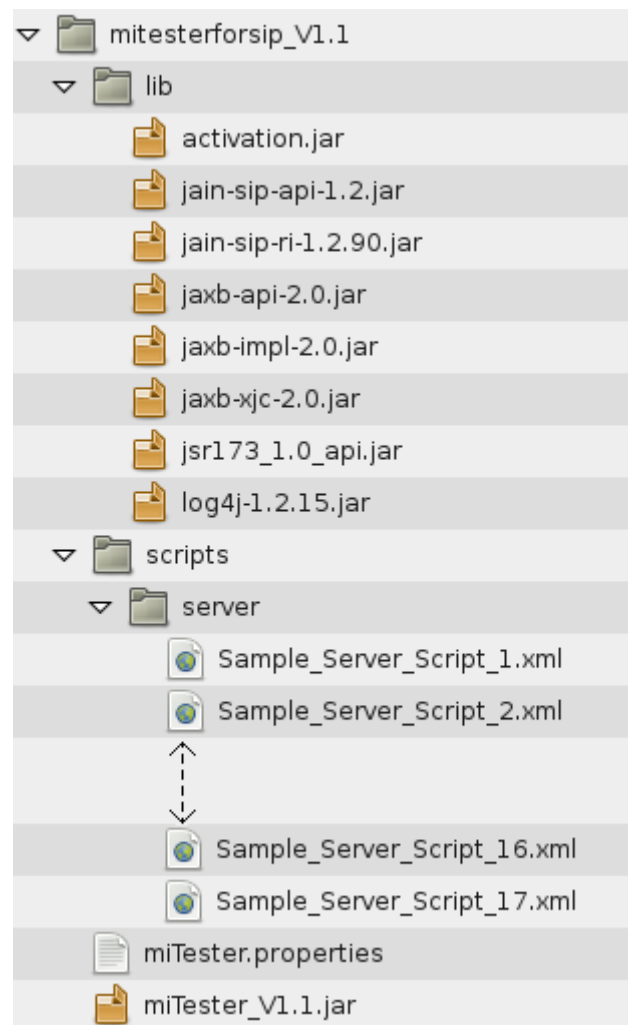 mitesterforsip_V1.1
lib
activation.jar
jain-sip-api-1.2.jar
jain-sip-ri-1.2.90.jar
jaxb-api-2.0.jar
jaxb-impl-2.0.jar
jaxb-xjc-2.0.jar
jsr173_1.0_api.jar
log4j-1.2.15.jar
scripts
server
Sample_Server_Script_1.xml
Sample_Server_Script_2.xml
Sample_Server_Script_16.xml
Sample_Server_Script_17.xml
miTester.properties
miTester_V1.1.jar